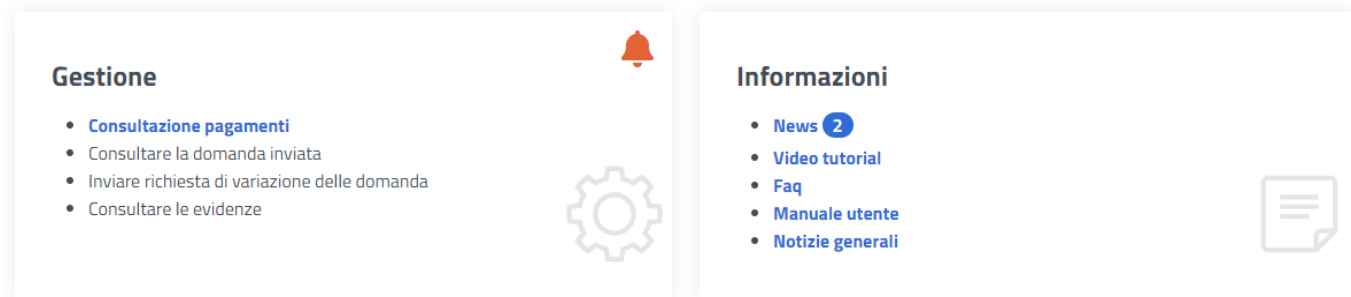 Gestione
Consultazione pagamenti
Consultare la domanda inviata
Inviare richiesta di variazione delle domanda
Consultare le evidenze
Informazioni
News 2
Video tutorial
Faq
Manuale utente
Notizie generali